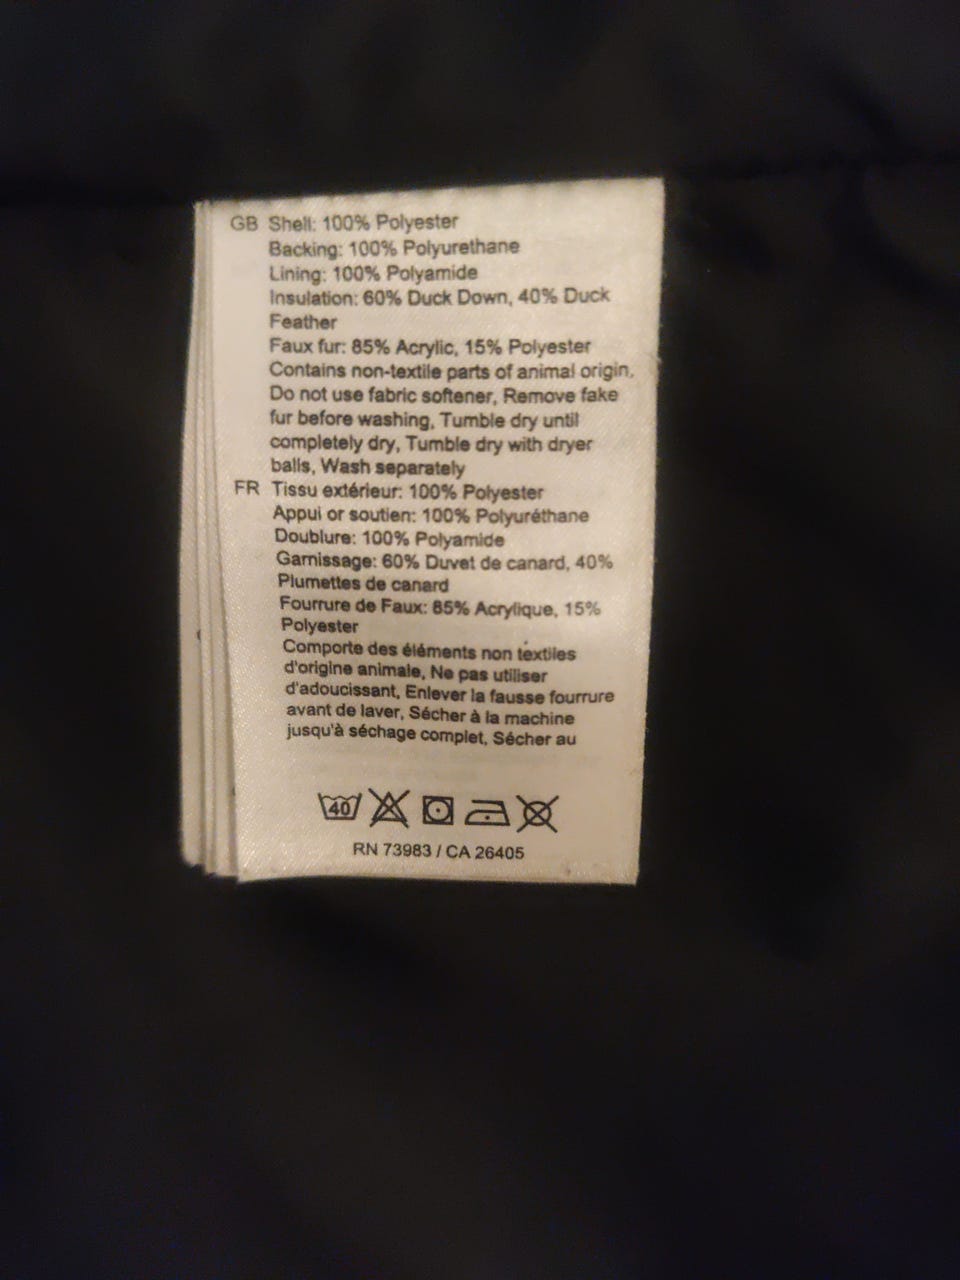 GB Shell: 100% Polyester
Backing: 100% Polyurethane
Lining: 100% Polyamide
Insulation: 60% Duck Down, 40% Duck
Feather
Faux fur: 85% Acrylic, 15% Polyester
Contains non-textile parts of animal origin,
Do not use fabric softener, Remove fake
fur before washing, Tumble dry until
completely dry, Tumble dry with dryer
balls, Wash separately
FR Tissu extérieur: 100% Polyester
Appui or soutien: 100% Polyuréthane
Doublure: 100% Polyamide
Garnissage: 60% Duvet de canard, 40%
Plumettes de canard
Fourrure de Faux: 85% Acrylique, 15%
Polyester
Comporte des éléments non textiles
d'origine animale, Ne pas utiliser
d'adoucissant, Enlever la fausse fourrure
avant de laver, Sécher à la machine
jusqu'à séchage complet, Sécher au
40
RN 73983 / CA 26405